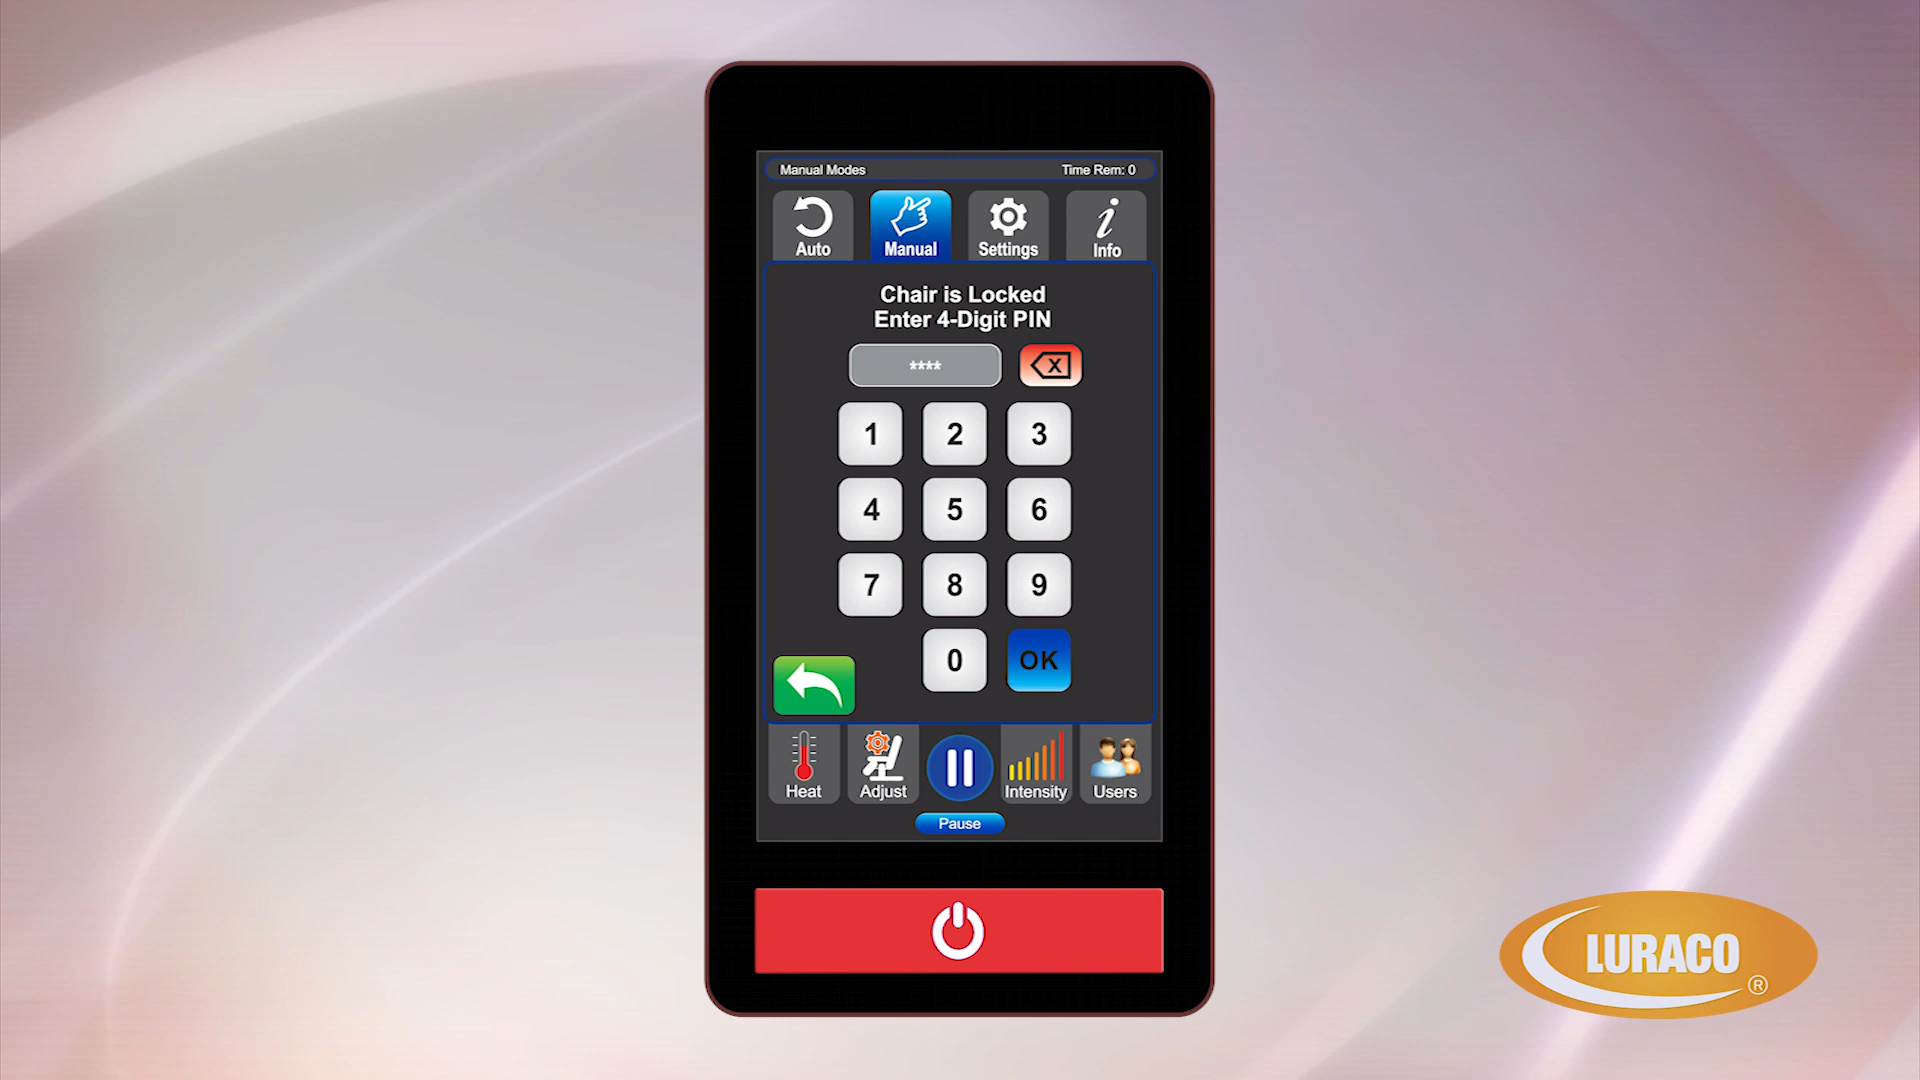 Manual Modes Time Rem: 0
Auto Manual Settings Info
Chair is Locked
Enter 4-Digit PIN
**** X
1 2 3
4 5 6
7 8 9
0 OK
Heat Adjust Intensity Users
Pause
LURACO ®